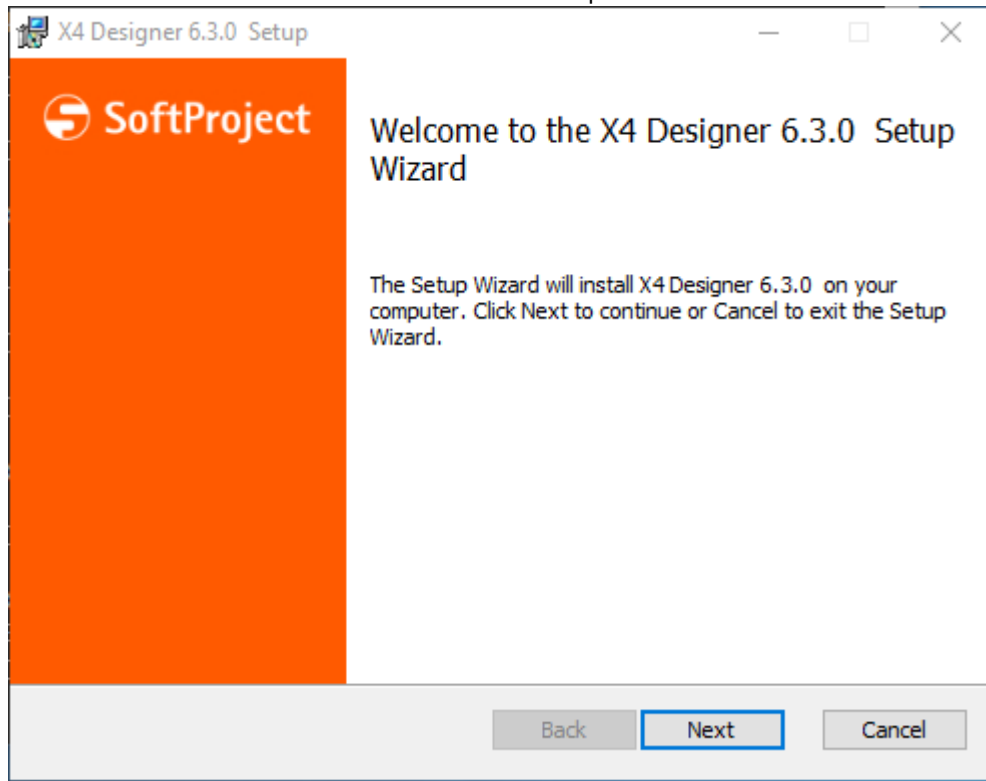 X4 Designer 6.3.0  Setup
SoftProject
Welcome to the X4 Designer 6.3.0  Setup
Wizard
The Setup Wizard will install X4 Designer 6.3.0  on your
computer. Click Next to continue or Cancel to exit the Setup
Wizard.
Back Next Cancel